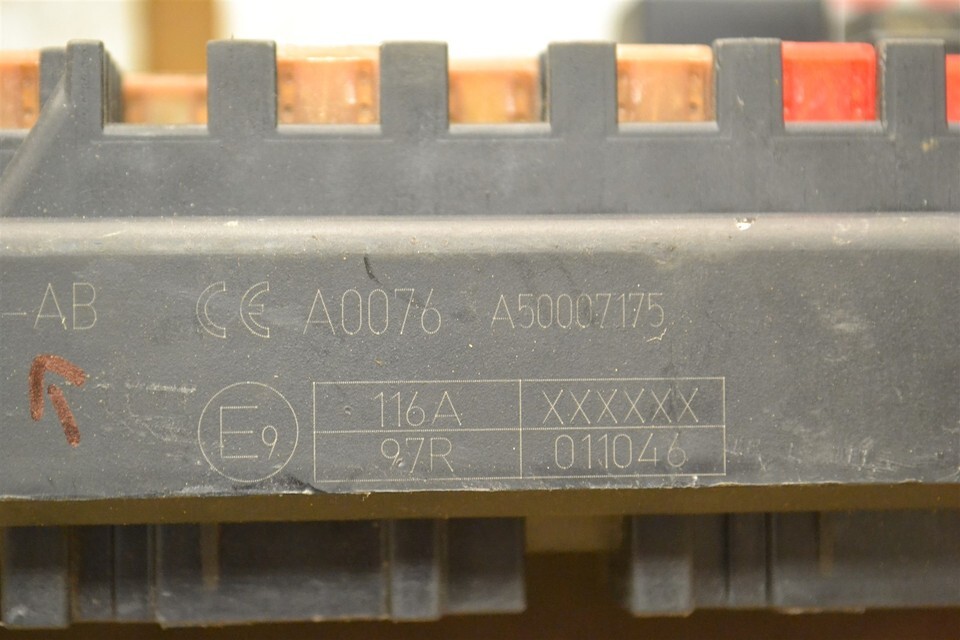 -AB CE A0076 A50007175
E9 116A XXXXXX
97R 011046